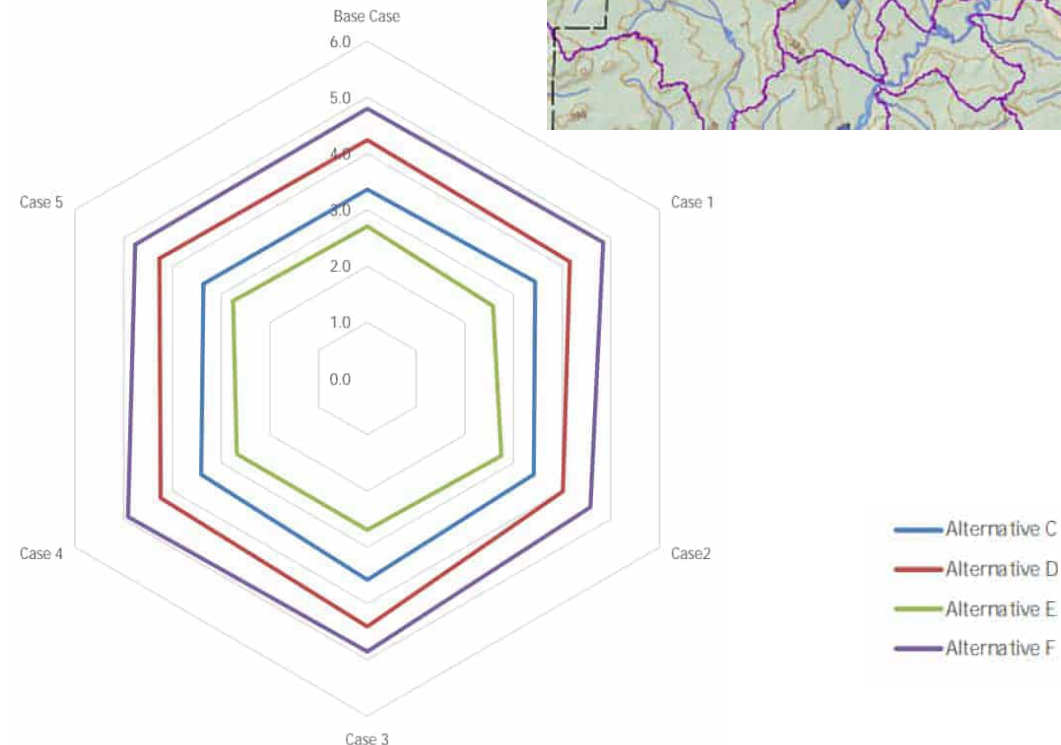 Base Case
6.0
5.0
4.0
3.0
2.0
1.0
0.0
Case 5
Case 1
Case 4
Case2
Case 3
Alternative C
Alternative D
Alternative E
Alternative F